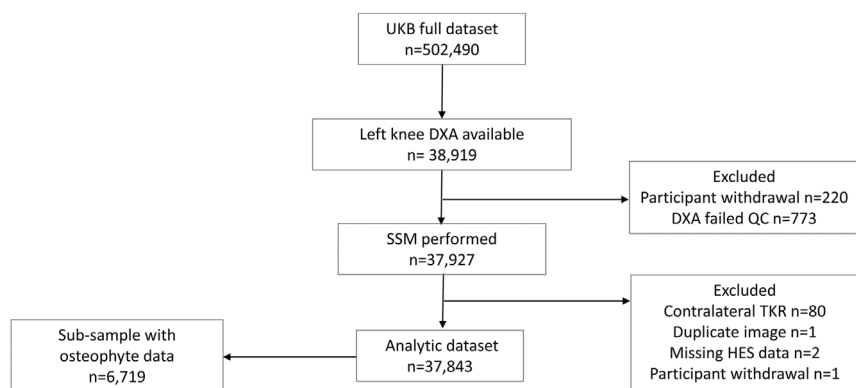 UKB full dataset
n=502,490
Left knee DXA available
n= 38,919
Excluded
Participant withdrawal n=220
DXA failed QC n=773
SSM performed
n=37,927
Excluded
Contralateral TKR n=80
Duplicate image n=1
Missing HES data n=2
Participant withdrawal n=1
Sub-sample with
osteophyte data
n=6,719
Analytic dataset
n=37,843